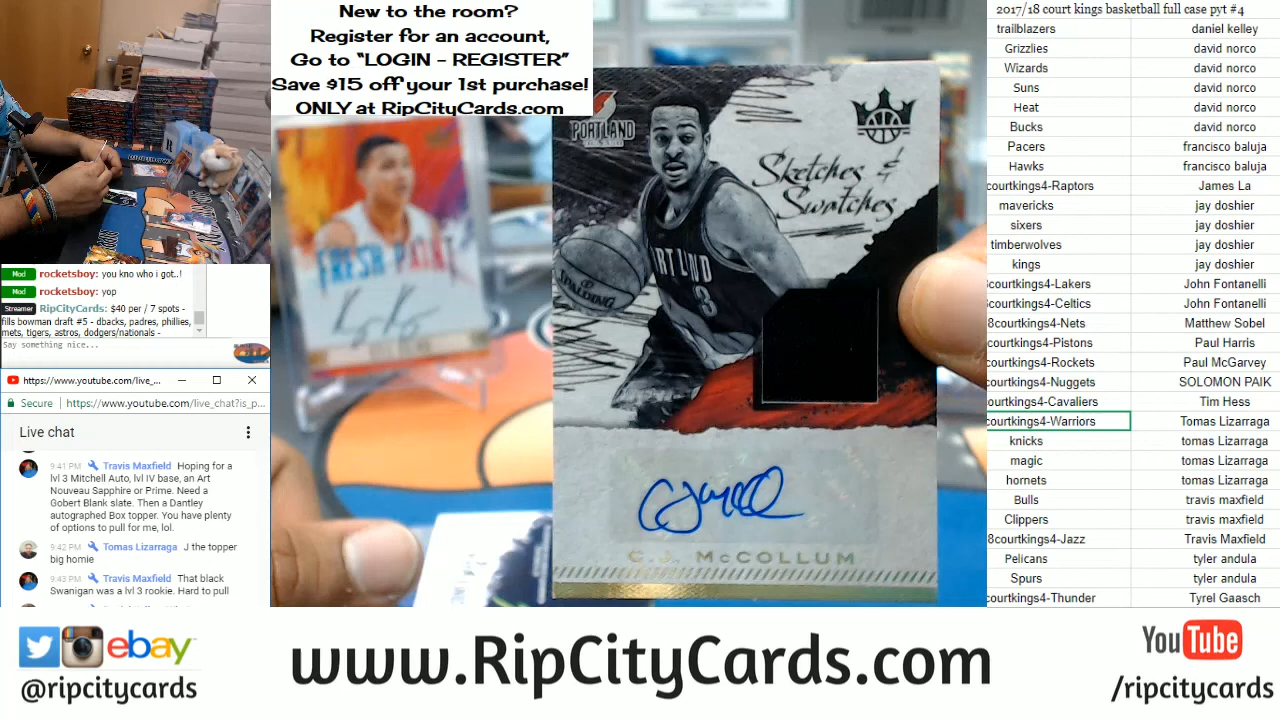 New to the room?
Register for an account,
Go to “LOGIN - REGISTER”
Save $15 off your 1st purchase!
ONLY at RipCityCards.com
PORTLAND
Sketches &
Swatches
SPALDING
3
C.J. McCOLLUM
FRESH PAINT
Mod rocketsboy: you kno who i got..!
Mod rocketsboy: yop
Streamer RipCityCards: $40 per / 7 spots -
fills bowman draft #5 - dbacks, padres, phillies,
mets, tigers, astros, dodgers/nationals -
Say something nice...
https://www.youtube.com/live_...
Secure https://www.youtube.com/live_chat?is_p...
Live chat
9:41 PM Travis Maxfield Hoping for a
lvl 3 Mitchell Auto, lvl IV base, an Art
Nouveau Sapphire or Prime. Need a
Gobert Blank slate. Then a Dantley
autographed Box topper. You have plenty
of options to pull for me, lol.
9:42 PM Tomas Lizarraga J the topper
big homie
9:43 PM Travis Maxfield That black
Swanigan was a lvl 3 rookie. Hard to pull
2017/18 court kings basketball full case pyt #4
trailblazers daniel kelley
Grizzlies david norco
Wizards david norco
Suns david norco
Heat david norco
Bucks david norco
Pacers francisco baluja
Hawks francisco baluja
courtkings4-Raptors James La
mavericks jay doshier
sixers jay doshier
timberwolves jay doshier
kings jay doshier
8courtkings4-Lakers John Fontanelli
8courtkings4-Celtics John Fontanelli
8courtkings4-Nets Matthew Sobel
courtkings4-Pistons Paul Harris
courtkings4-Rockets Paul McGarvey
courtkings4-Nuggets SOLOMON PAIK
courtkings4-Cavaliers Tim Hess
courtkings4-Warriors Tomas Lizarraga
knicks tomas Lizarraga
magic tomas Lizarraga
hornets tomas Lizarraga
Bulls travis maxfield
Clippers travis maxfield
8courtkings4-Jazz Travis Maxfield
Pelicans tyler andula
Spurs tyler andula
courtkings4-Thunder Tyrel Gaasch
ebay
@ripcitycards
www.RipCityCards.com
YouTube
/ripcitycards